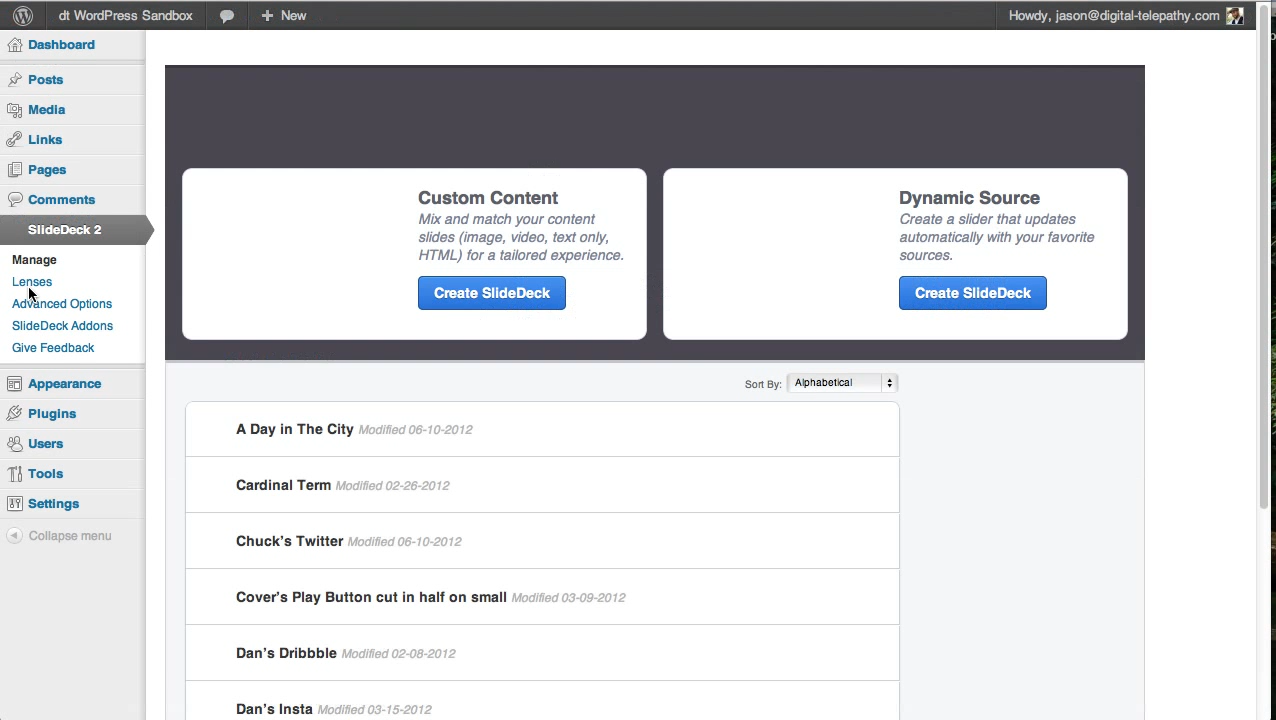 dt WordPress Sandbox
New
Howdy, jason@digital-telepathy.com
Dashboard
Posts
Media
Links
Pages
Comments
SlideDeck 2
Manage
Lenses
Advanced Options
SlideDeck Addons
Give Feedback
Appearance
Plugins
Users
Tools
Settings
Collapse menu
Custom Content
Mix and match your content
slides (image, video, text only,
HTML) for a tailored experience.
Create SlideDeck
Dynamic Source
Create a slider that updates
automatically with your favorite
sources.
Create SlideDeck
Sort By: Alphabetical
A Day in The City Modified 06-10-2012
Cardinal Term Modified 02-26-2012
Chuck's Twitter Modified 06-10-2012
Cover's Play Button cut in half on small Modified 03-09-2012
Dan's Dribbble Modified 02-08-2012
Dan's Insta Modified 03-15-2012